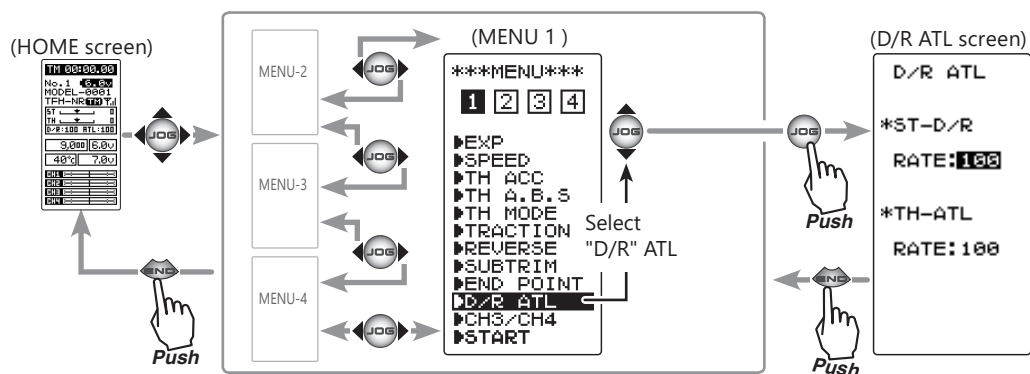 (HOME screen)
TM 00:00.00
No.1 6.0v
MODEL-0001
TFH-NR TM
ST 0
TH 0
D/R:100 ATL:100
9,000 6.0v
40℃ 7.0v
CH1
CH2
CH3
CH4
JOG
END
Push
MENU-2
MENU-3
MENU-4
JOG
JOG
JOG
JOG
(MENU 1 )
***MENU***
1 2 3 4
EXP
SPEED
TH ACC
TH A.B.S
TH MODE
TRACTION
REVERSE
SUBTRIM
END POINT
D/R ATL
CH3/CH4
START
JOG
Select
"D/R" ATL
JOG
Push
END
Push
(D/R ATL screen)
D/R ATL
*ST-D/R
RATE:100
*TH-ATL
RATE:100